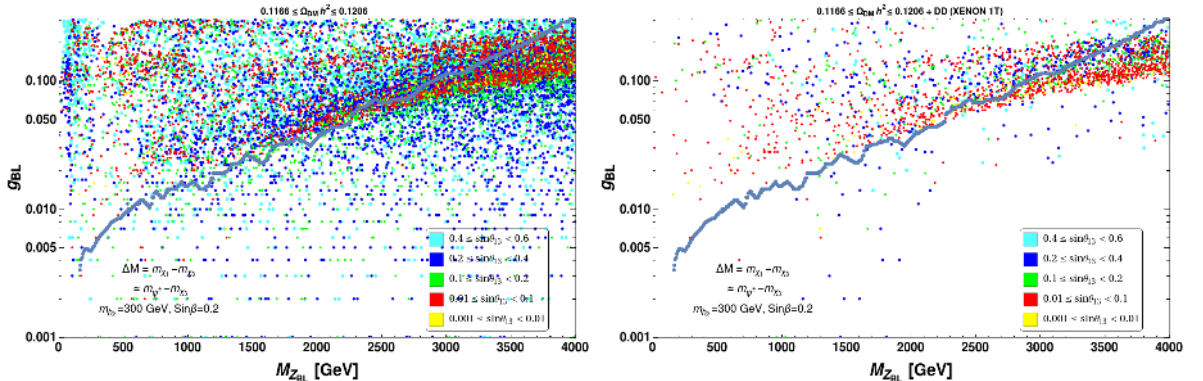 0.1166 ≤ Ω_DM h² ≤ 0.1206
g_BL
0.100
0.050
0.010
0.005
0.001
ΔM = m_χ₁ − m_χ₃
≃ m_ψ⁺ − m_χ₃
=300 GeV, Sinβ=0.2
0.4 ≤ sinθ₁₃ < 0.6
0.2 ≤ sinθ₁₃ < 0.4
0.1 ≤ sinθ₁₃ < 0.2
0.01 ≤ sinθ₁₃ < 0.1
0.001 ≤ sinθ₁₃ < 0.01
0 500 1000 1500 2000 2500 3000 3500 4000
M_Z_BL [GeV]
0.1166 ≤ Ω_DM h² ≤ 0.1206 + DD (XENON 1T)
g_BL
0.100
0.050
0.010
0.005
0.001
ΔM = m_χ₁ − m_χ₃
≃ m_ψ⁺ − m_χ₃
=300 GeV, Sinβ=0.2
0.4 ≤ sinθ₁₃ < 0.6
0.2 ≤ sinθ₁₃ < 0.4
0.1 ≤ sinθ₁₃ < 0.2
0.01 ≤ sinθ₁₃ < 0.1
0.001 ≤ sinθ₁₃ < 0.01
0 500 1000 1500 2000 2500 3000 3500 4000
M_Z_BL [GeV]